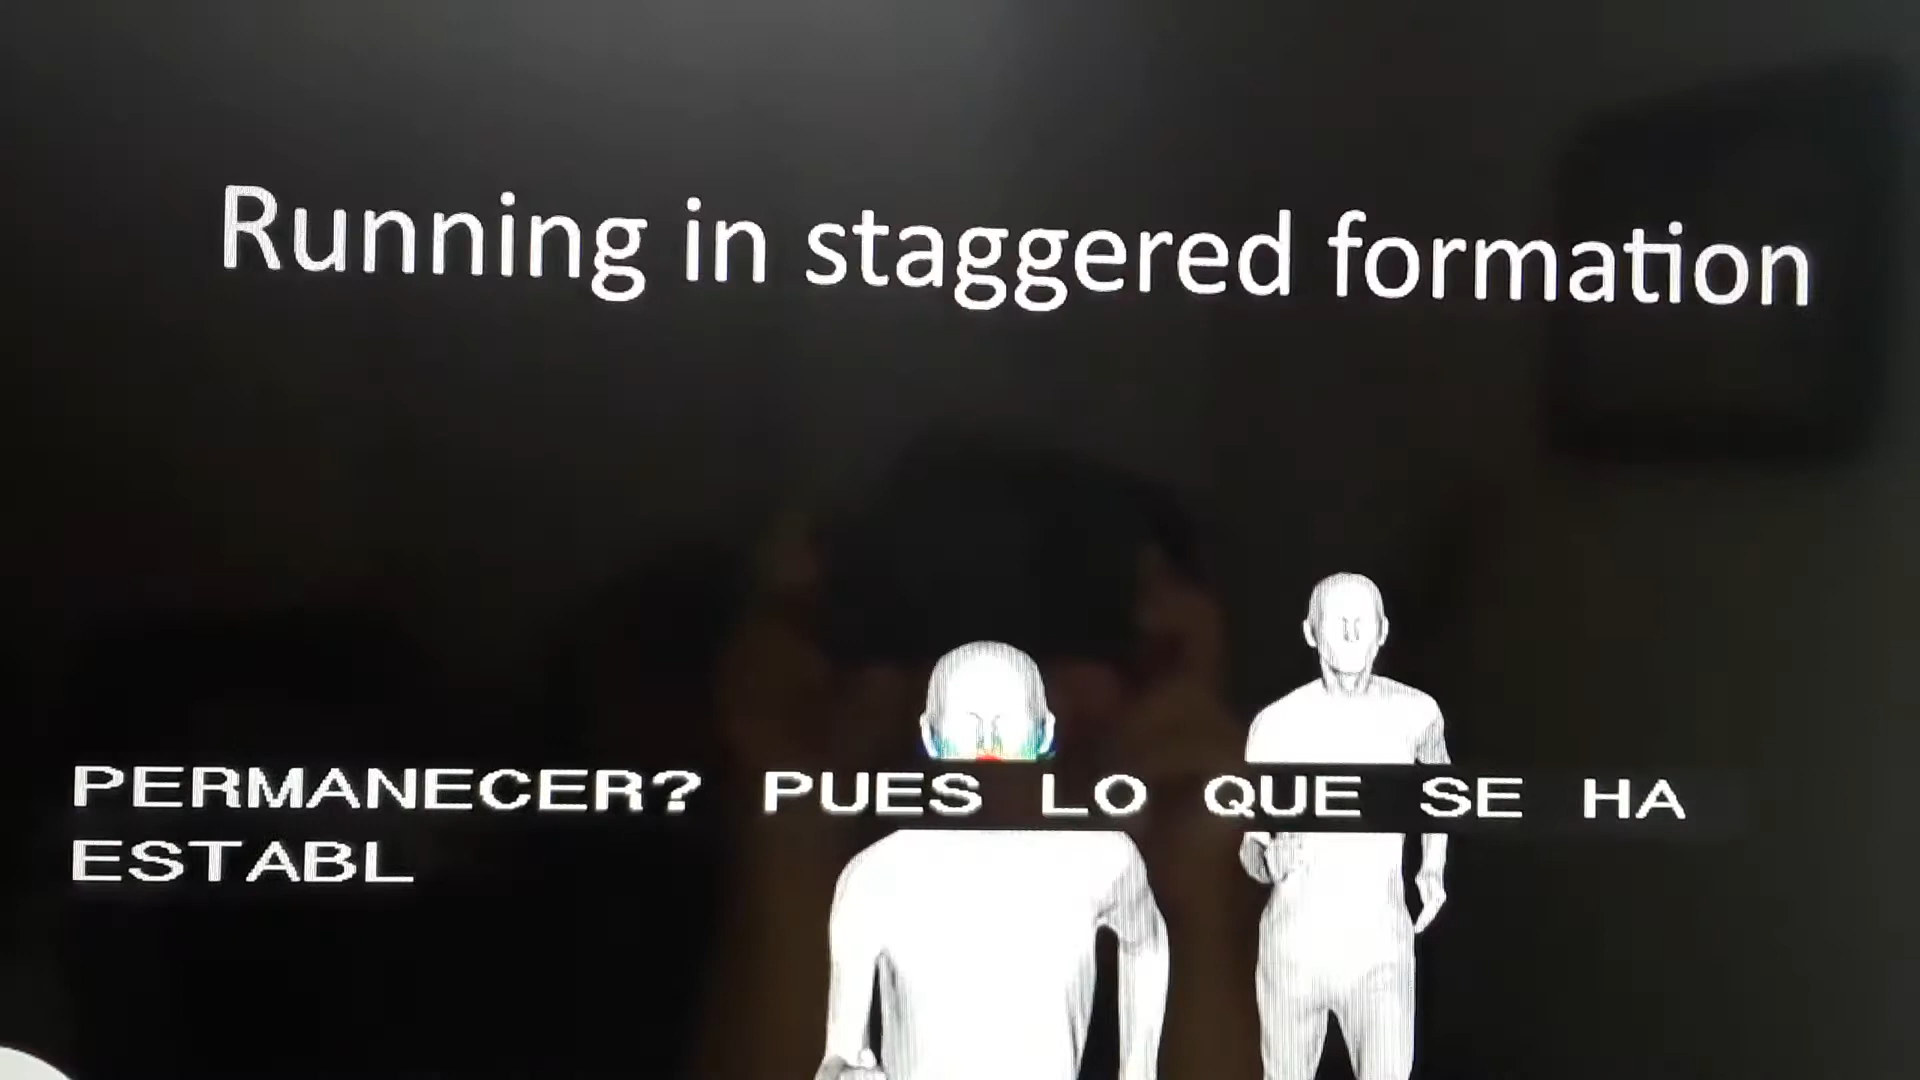 Running in staggered formation
PERMANECER? PUES LO QUE SE HA
ESTABL